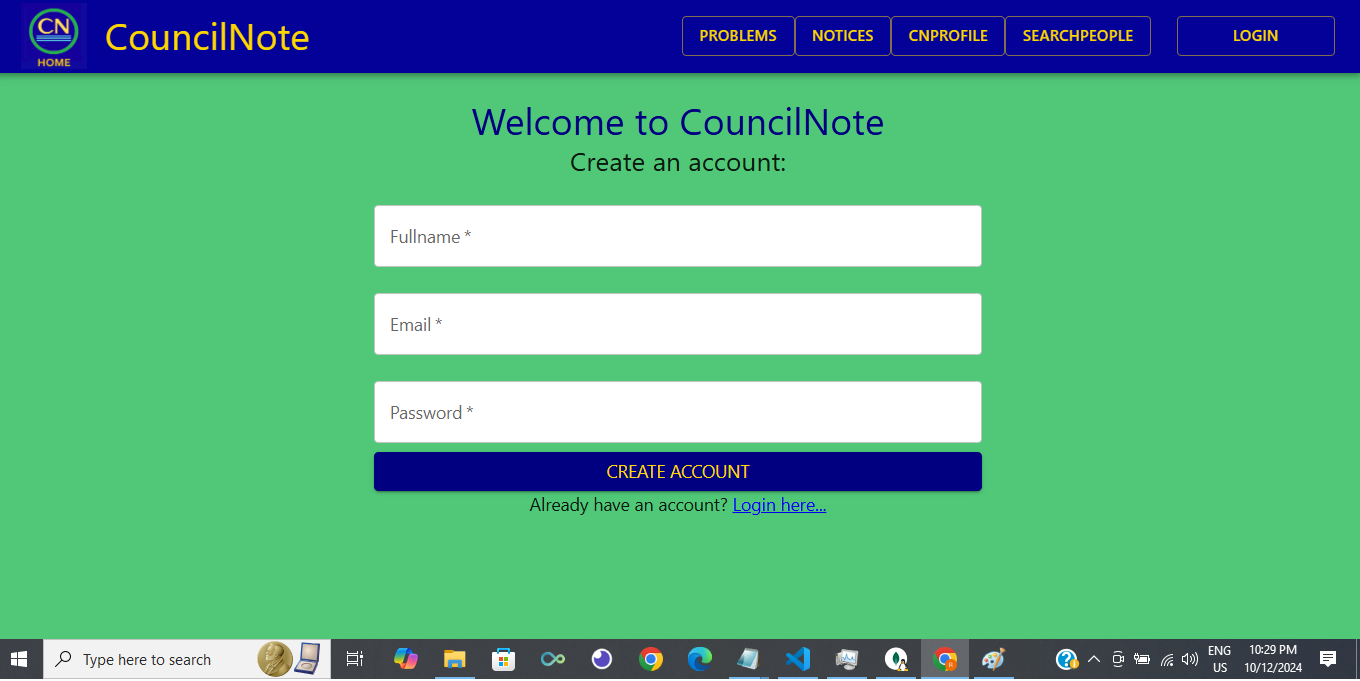 CN
HOME
CouncilNote
PROBLEMS
NOTICES
CNPROFILE
SEARCHPEOPLE
LOGIN
Welcome to CouncilNote
Create an account:
Fullname *
Email *
Password *
CREATE ACCOUNT
Already have an account? Login here...
Type here to search
ENG
US
10:29 PM
10/12/2024